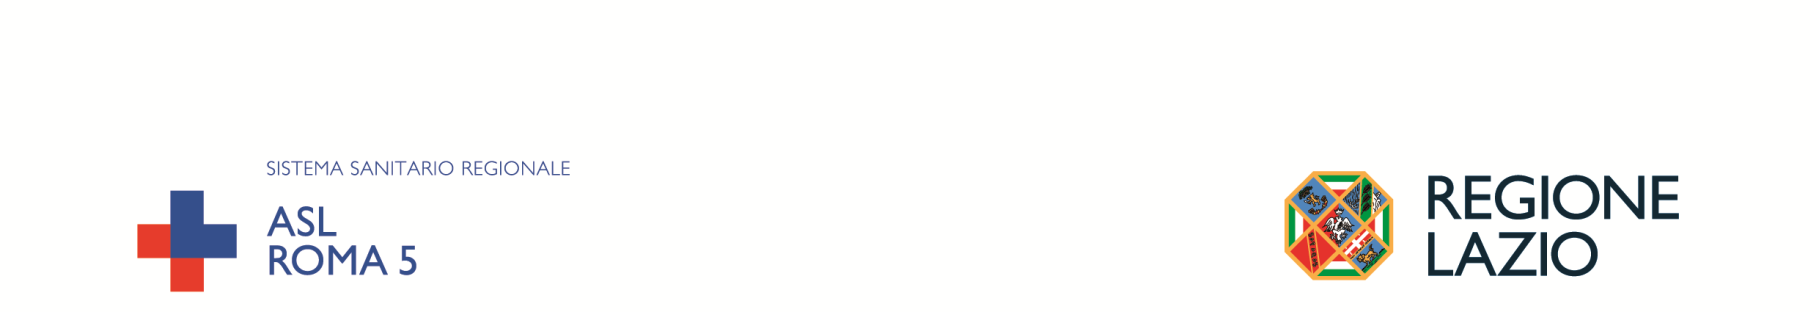 SISTEMA SANITARIO REGIONALE
ASL
ROMA 5
REGIONE
LAZIO